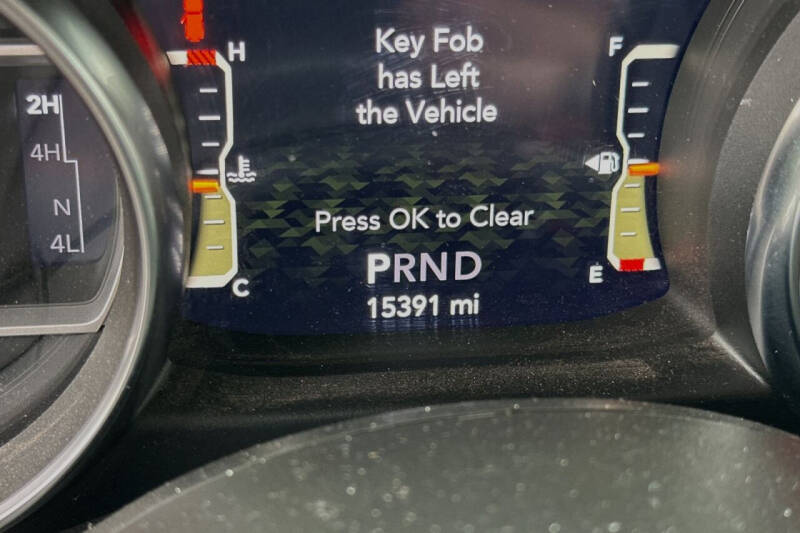 2H
4H
N
4L
H
C
Key Fob
has Left
the Vehicle
Press OK to Clear
PRND
15391 mi
F
E